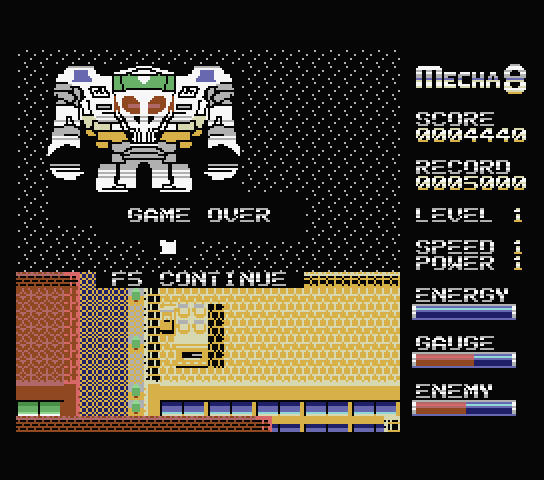 MECHA 8
SCORE
0004440
RECORD
0005000
LEVEL 1
SPEED 1
POWER 1
ENERGY
GAUGE
ENEMY
GAME OVER
F5 CONTINUE